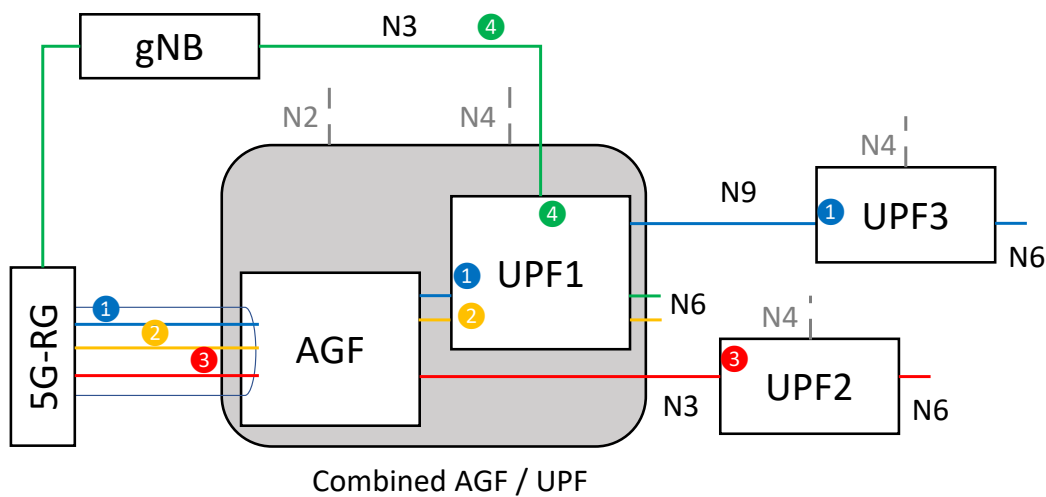 gNB
N3
4
N2
N4
N4
4
N9
1
UPF3
N6
1
UPF1
2
N6
5G-RG
1
2
3
AGF
N4
3
UPF2
N3
N6
Combined AGF / UPF